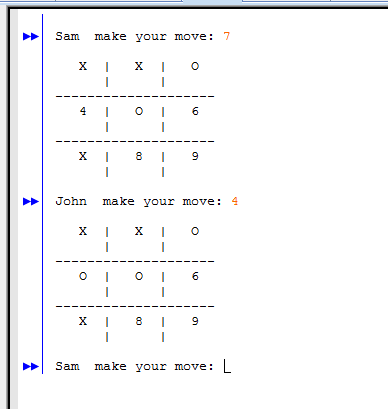 Sam  make your move: 7
X | X | O
| |
--------------------
4 | O | 6
| |
--------------------
X | 8 | 9
| |
John  make your move: 4
X | X | O
| |
--------------------
O | O | 6
| |
--------------------
X | 8 | 9
| |
Sam  make your move: